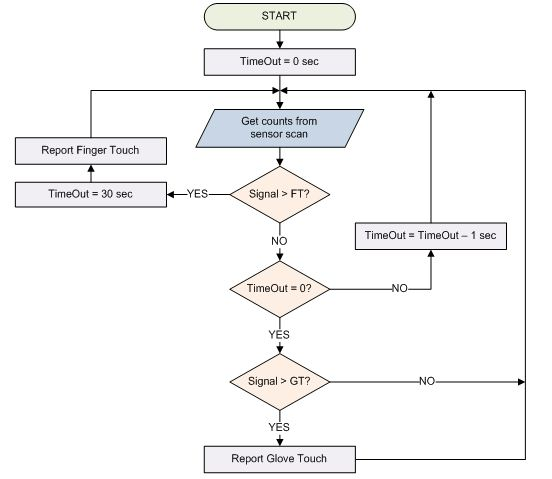 START
TimeOut = 0 sec
Get counts from
sensor scan
Report Finger Touch
TimeOut = 30 sec
YES
Signal > FT?
NO
TimeOut = TimeOut – 1 sec
TimeOut = 0?
NO
YES
Signal > GT?
NO
YES
Report Glove Touch